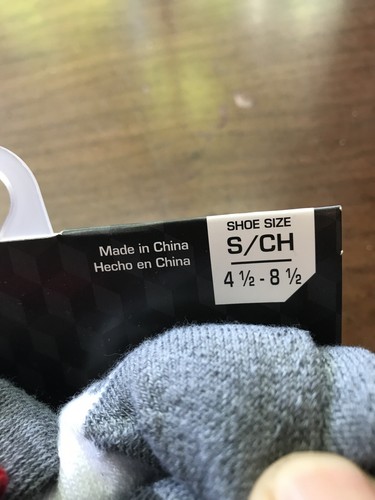 Made in China
Hecho en China
SHOE SIZE
S/CH
4 ½ - 8 ½